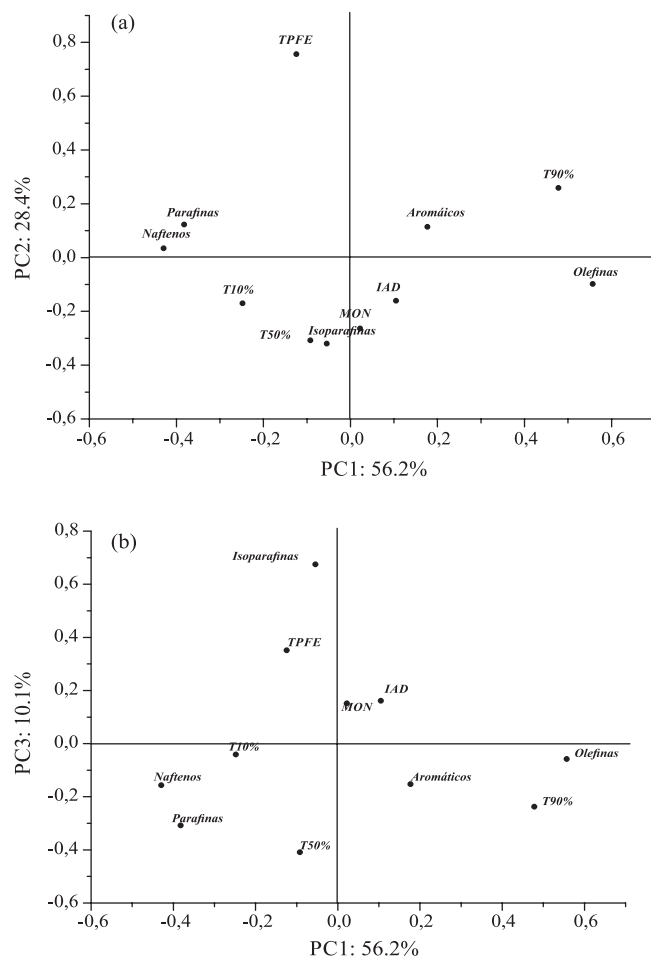 (a)
TPFE
0,8
0,6
0,4
0,2
0,0
-0,2
-0,4
-0,6
PC2: 28.4%
T90%
Parafinas
Aromáicos
Naftenos
Olefinas
T10%
IAD
MON
T50%
Isoparafinas
-0,6 -0,4 -0,2 0,0 0,2 0,4 0,6
PC1: 56.2%
(b)
0,8
0,6
0,4
0,2
0,0
-0,2
-0,4
-0,6
PC3: 10.1%
Isoparafinas
TPFE
IAD
MON
T10%
Olefinas
Naftenos
Aromáticos
T90%
Parafinas
T50%
-0,6 -0,4 -0,2 0,0 0,2 0,4 0,6
PC1: 56.2%